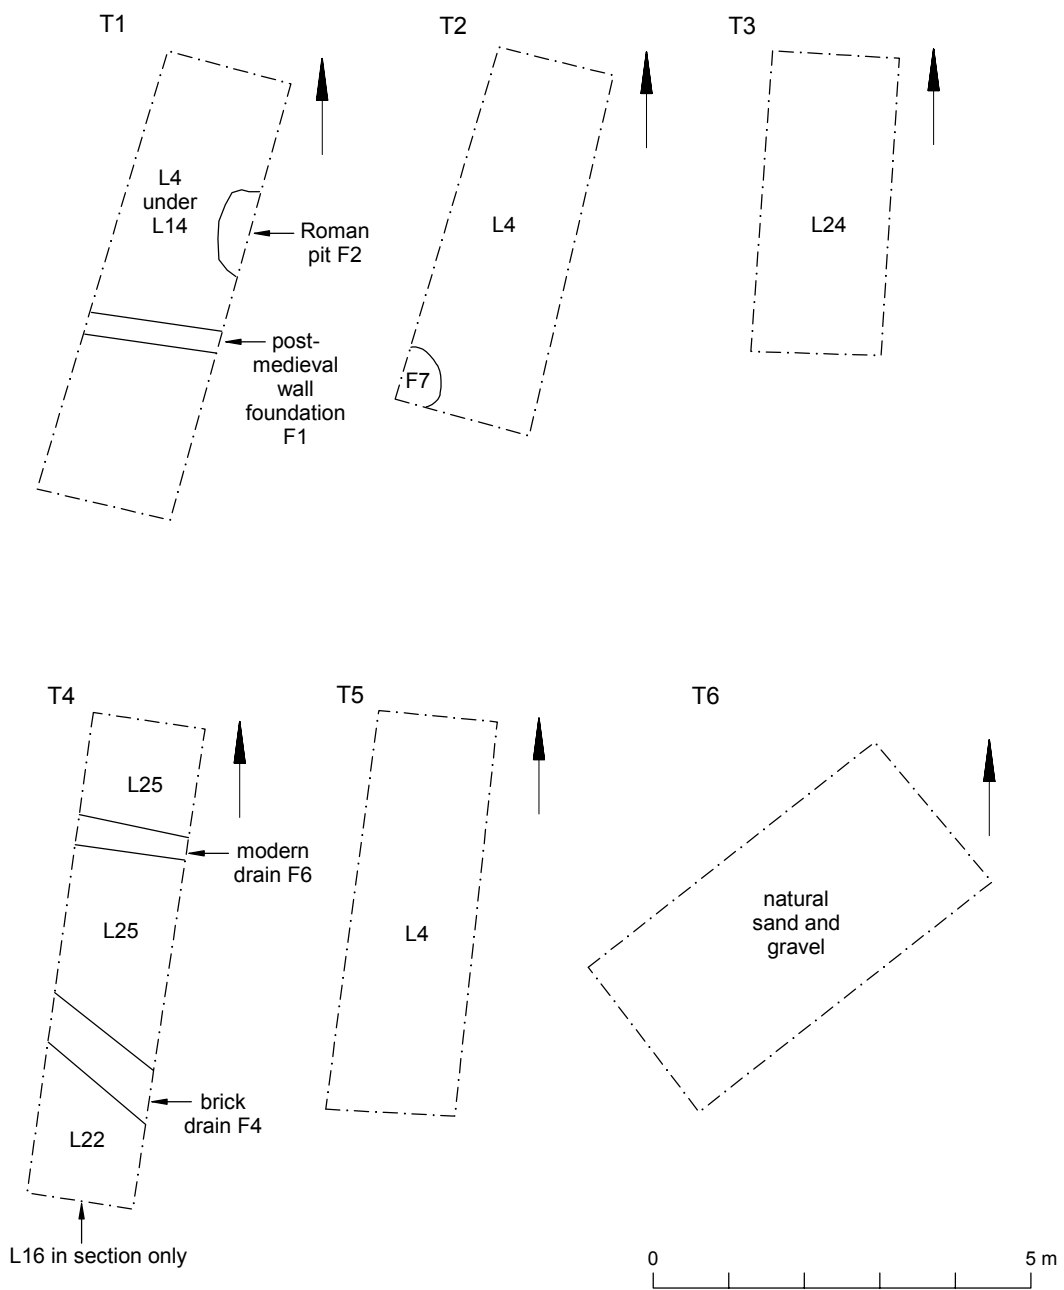 T1
T2
T3
L4
under
L14
Roman
pit F2
post-
medieval
wall
foundation
F1
L4
F7
L24
T4
T5
T6
L25
modern
drain F6
L25
brick
drain F4
L22
L16 in section only
L4
natural
sand and
gravel
0
5 m